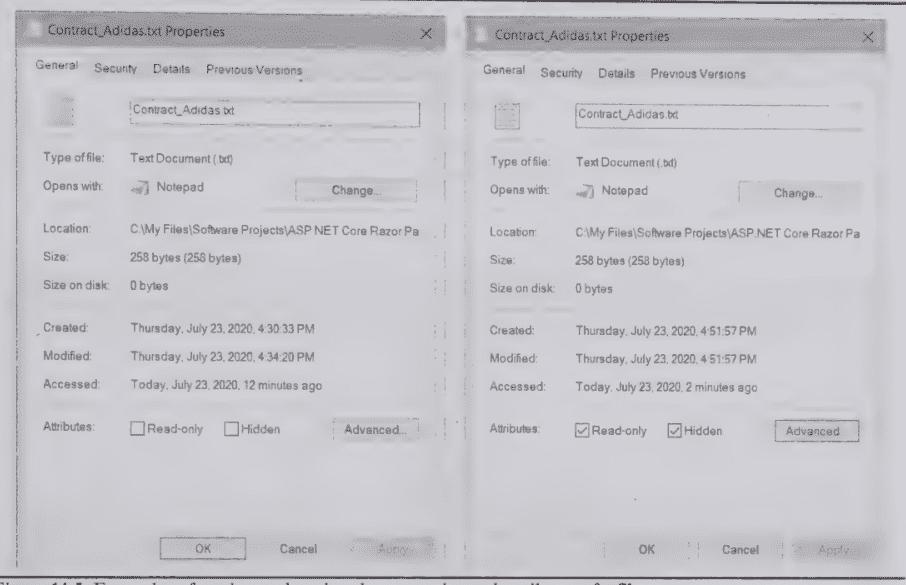 Contract_Adidas.txt Properties
General Security Details Previous Versions
Contract_Adidas.txt
Type of file: Text Document (.txt)
Opens with: Notepad Change...
Location: C:\My Files\Software Projects\ASP.NET Core Razor Pa
Size: 258 bytes (258 bytes)
Size on disk: 0 bytes
Created: Thursday, July 23, 2020, 4:30:33 PM
Modified: Thursday, July 23, 2020, 4:34:20 PM
Accessed: Today, July 23, 2020, 12 minutes ago
Attributes: Read-only Hidden Advanced...
OK Cancel Apply
Contract_Adidas.txt Properties
General Security Details Previous Versions
Contract_Adidas.txt
Type of file: Text Document (.txt)
Opens with: Notepad Change...
Location: C:\My Files\Software Projects\ASP.NET Core Razor Pa
Size: 258 bytes (258 bytes)
Size on disk: 0 bytes
Created: Thursday, July 23, 2020, 4:51:57 PM
Modified: Thursday, July 23, 2020, 4:51:57 PM
Accessed: Today, July 23, 2020, 2 minutes ago
Attributes: Read-only Hidden Advanced
OK Cancel Apply